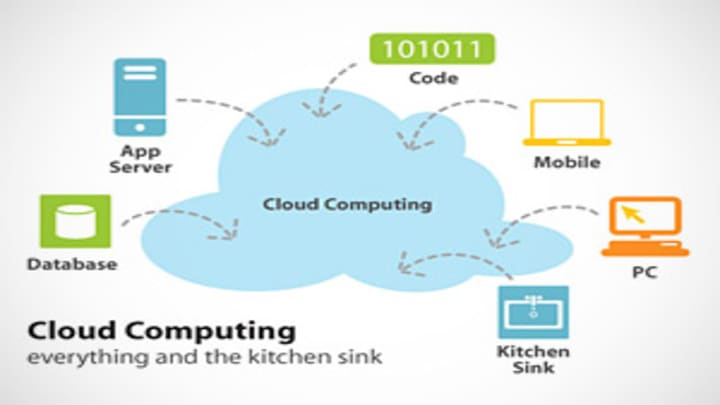 101011
Code
App
Server
Mobile
Cloud Computing
Database
PC
Kitchen
Sink
Cloud Computing
everything and the kitchen sink